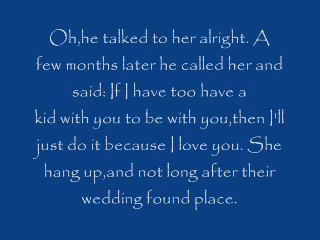 Oh,he talked to her alright. A
few months later he called her and
said: If I have too have a
kid with you to be with you,then I'll
just do it because I love you. She
hang up,and not long after their
wedding found place.